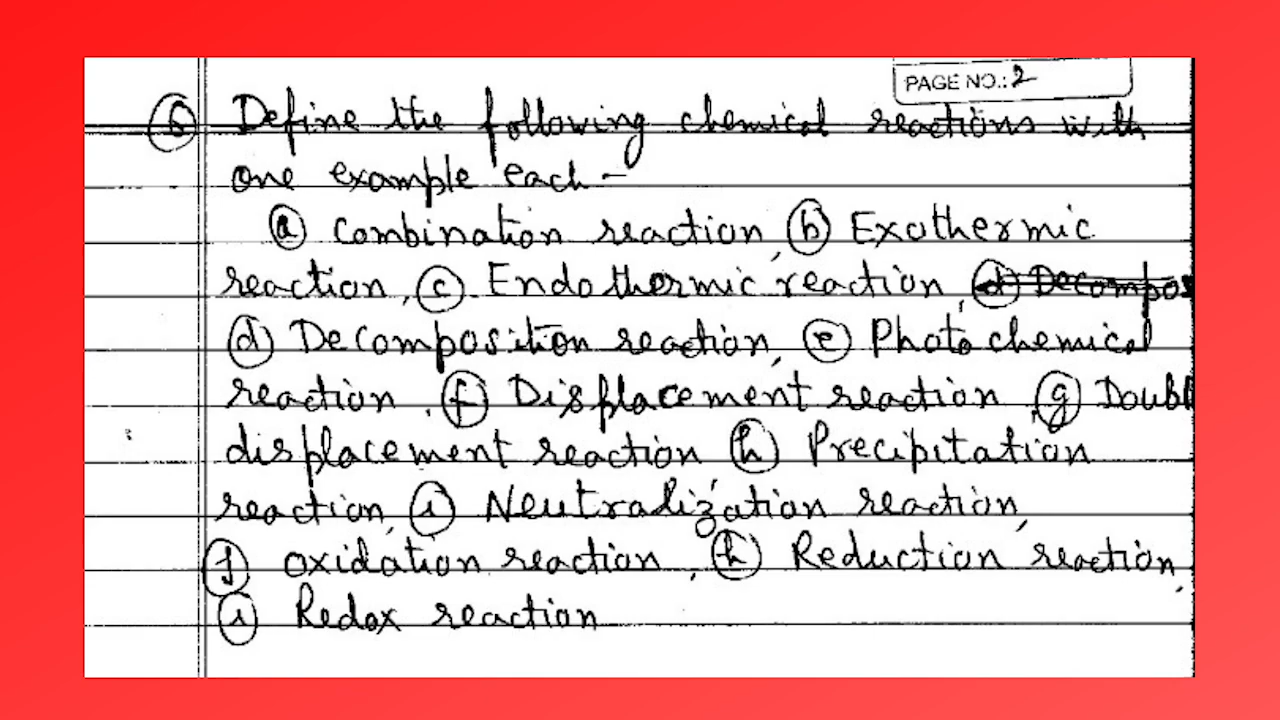 PAGE NO.: 2
⑥ Define the following chemical reactions with
one example each -
ⓐ combination reaction, ⓑ Exothermic
reaction, ⓒ Endothermic reaction, ⓓ Decompos
ⓓ Decomposition reaction, ⓔ Photo chemical
reaction, ⓕ Displacement reaction, ⓖ Doubl
displacement reaction ⓗ Precipitation
reaction, ⓘ Neutralization reaction,
ⓙ oxidation reaction, ⓚ Reduction reaction,
ⓘ Redox reaction